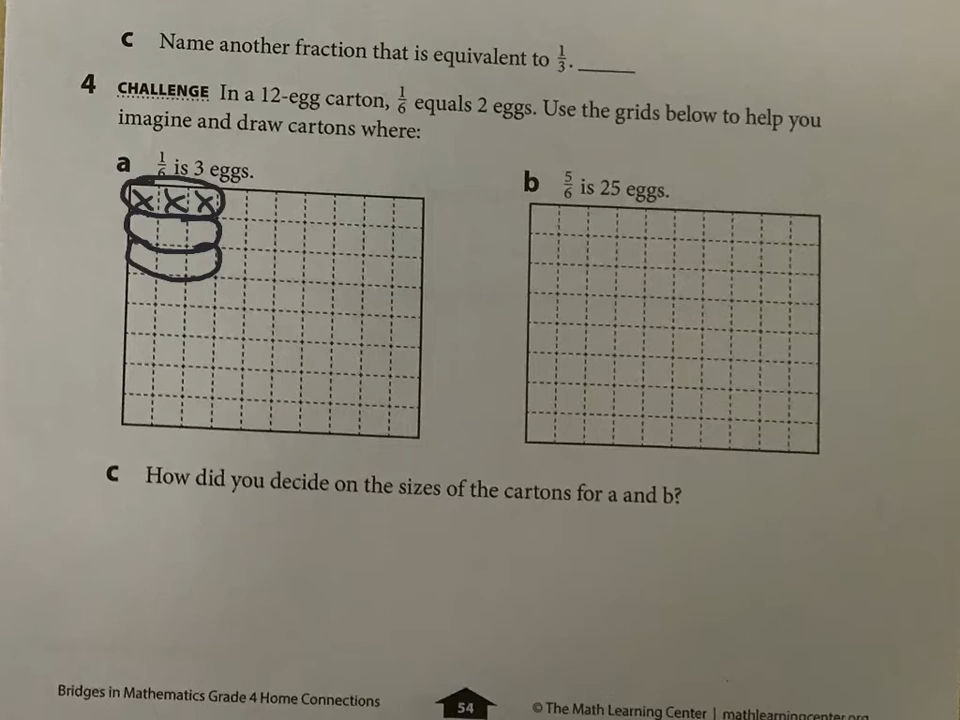 c Name another fraction that is equivalent to 1/3. ______
4 CHALLENGE In a 12-egg carton, 1/6 equals 2 eggs. Use the grids below to help you
imagine and draw cartons where:
a 1/6 is 3 eggs.
b 5/6 is 25 eggs.
X X X
c How did you decide on the sizes of the cartons for a and b?
Bridges in Mathematics Grade 4 Home Connections
54
© The Math Learning Center | mathlearningcenter.org